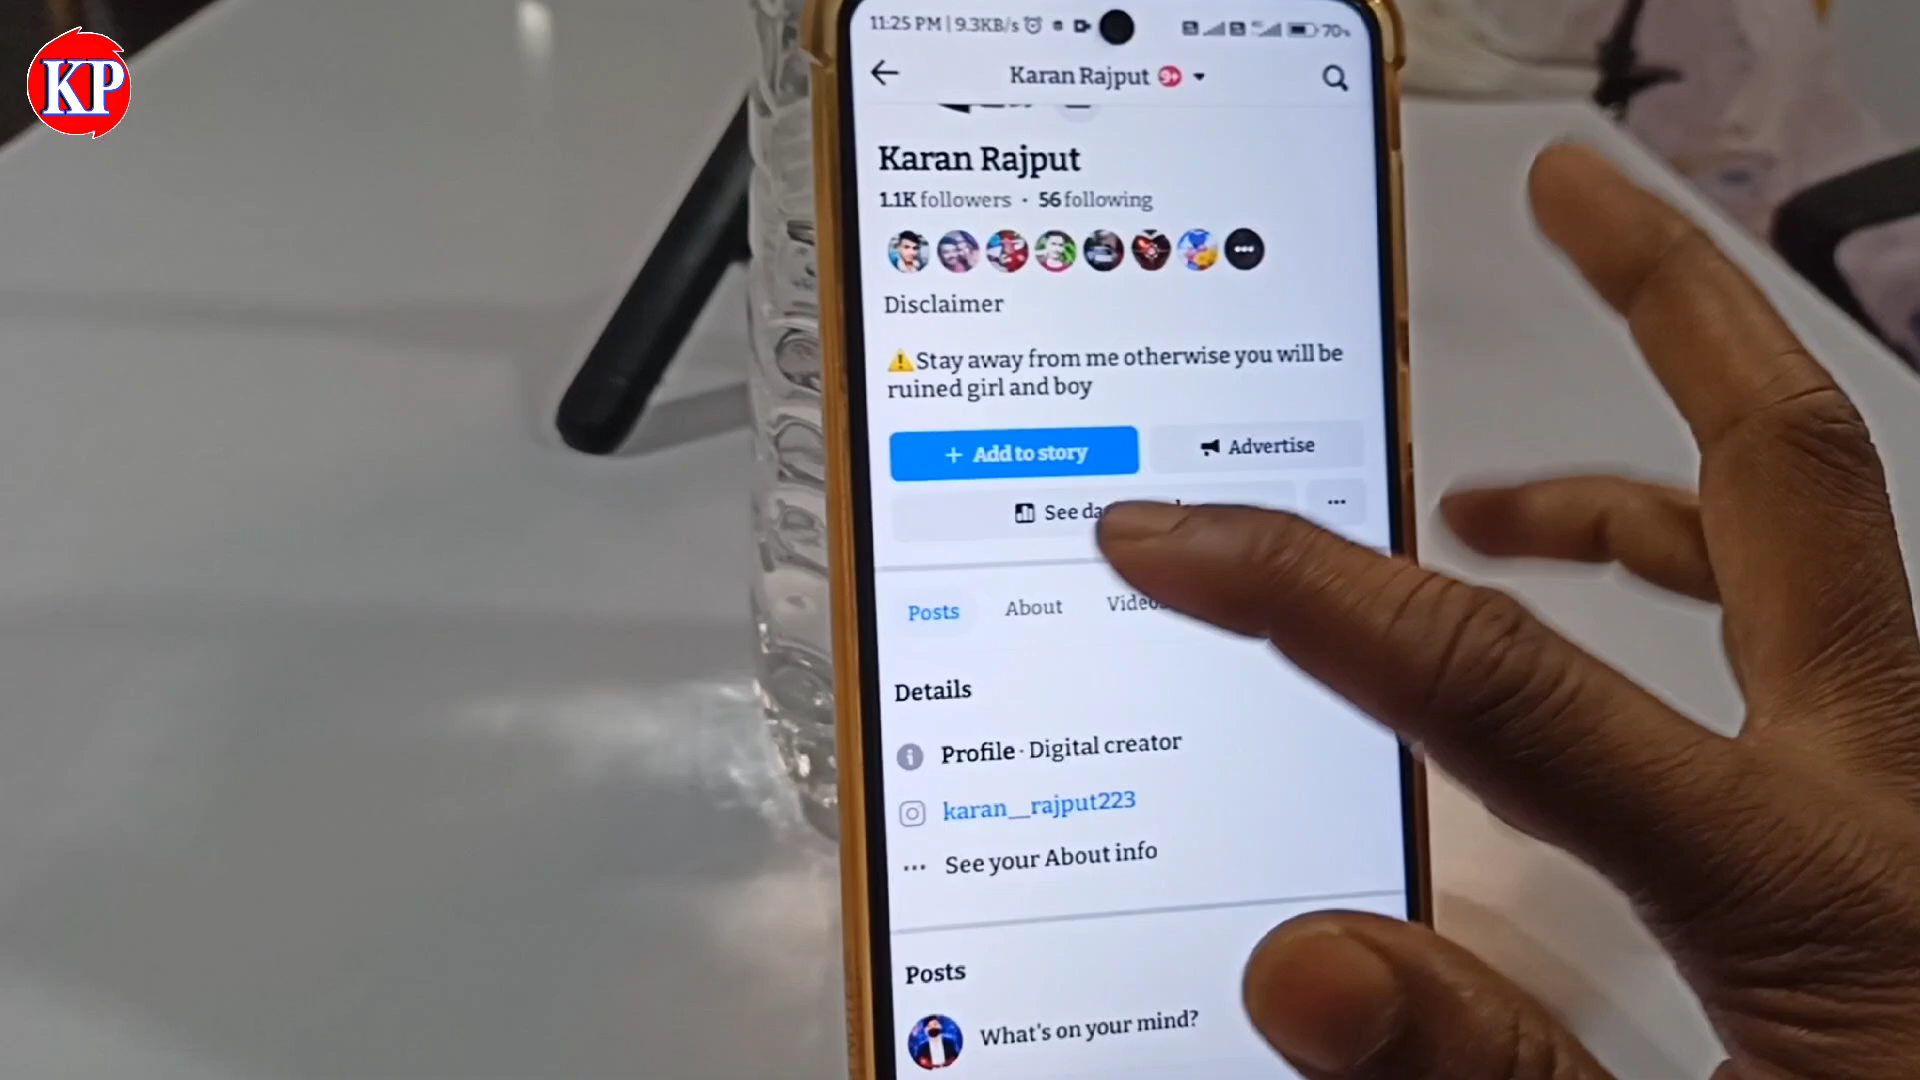 KP
11:25 PM | 9.3KB/s
70%
Karan Rajput 9+
Karan Rajput
1.1K followers · 56 following
Disclaimer
⚠️Stay away from me otherwise you will be
ruined girl and boy
+ Add to story
Advertise
See
Posts
About
Details
Profile · Digital creator
karan__rajput223
See your About info
Posts
What's on your mind?